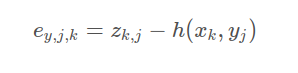 e_{y,j,k} = z_{k,j} − h(x_k, y_j)